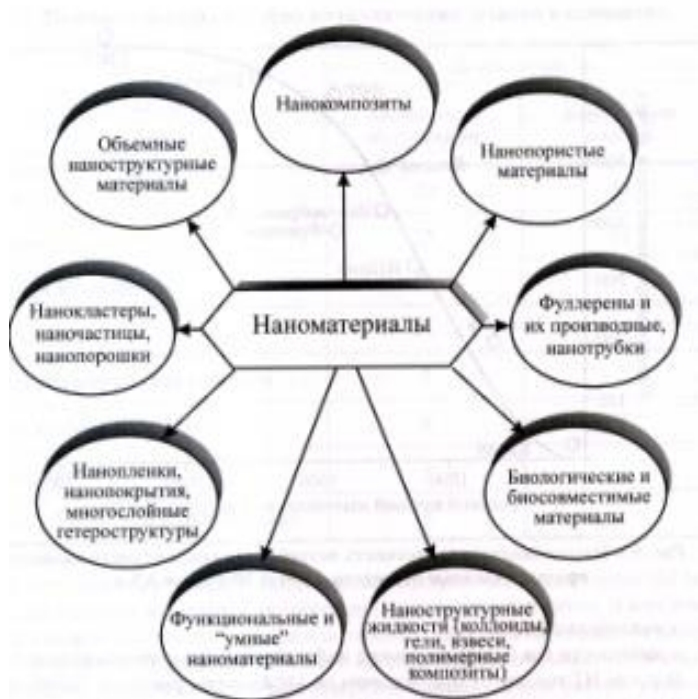 Нанокомпозиты
Объемные
наноструктурные
материалы
Нанопористые
материалы
Нанокластеры,
наночастицы,
нанопорошки
Наноматериалы
Фуллерены и
их производные,
нанотрубки
Нанопленки,
нанопокрытия,
многослойные
гетероструктуры
Биологические и
биосовместимые
материалы
Функциональные и
“умные”
наноматериалы
Наноструктурные
жидкости (коллоиды,
гели, взвеси,
полимерные
композиты)